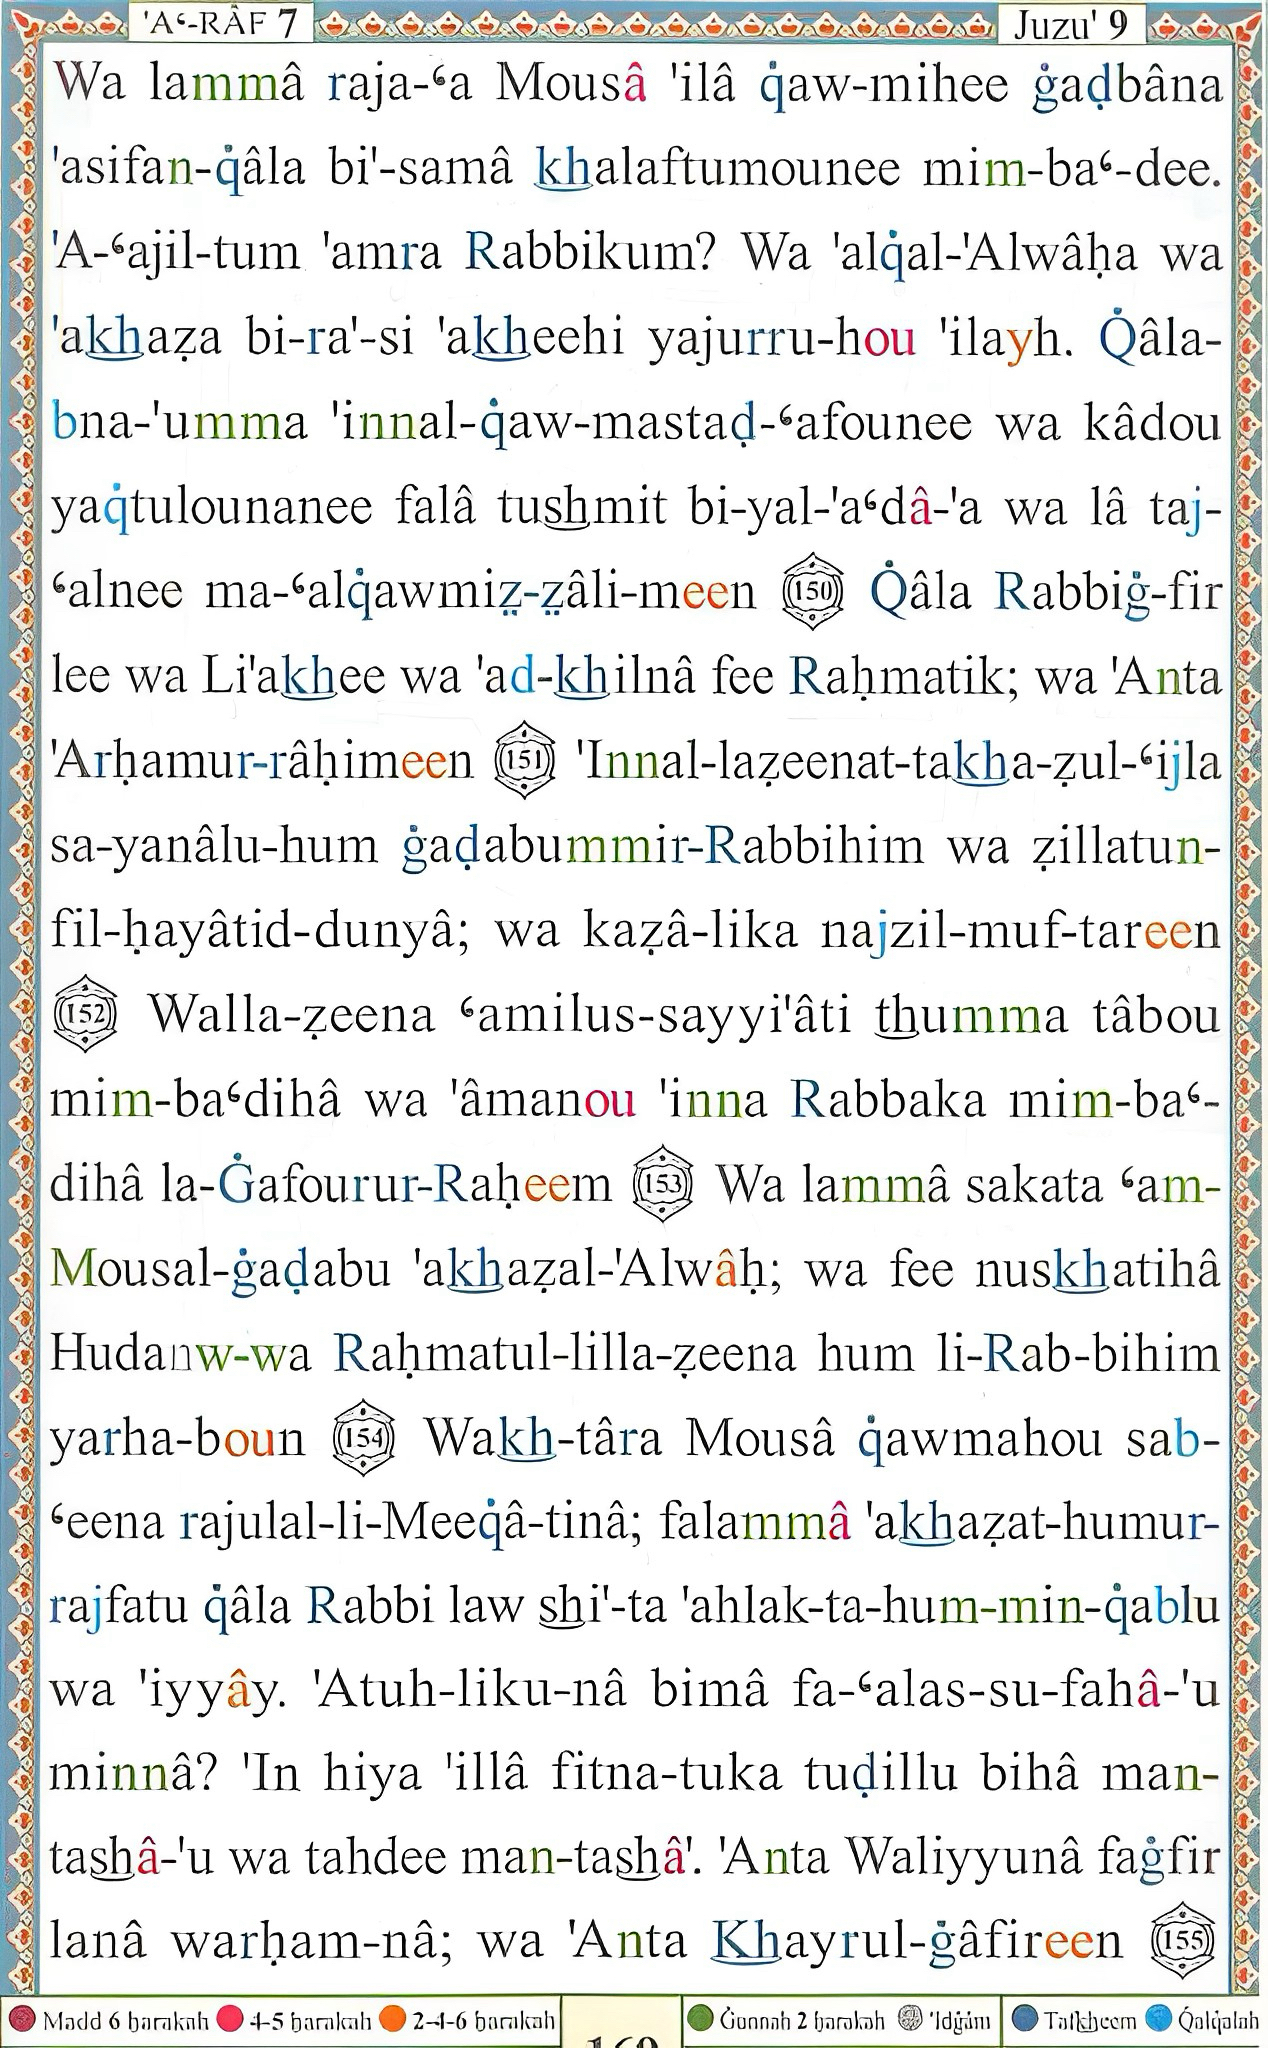 'A‘-RÂF 7
Juzu' 9
Wa lammâ raja-‘a Mousâ 'ilâ q̇aw-mihee ġaḍbâna
'asifan-q̇âla bi'-samâ khalaftumounee mim-ba‘-dee.
'A-‘ajil-tum 'amra Rabbikum? Wa 'alq̇al-'Alwâḥa wa
'akhaẓa bi-ra'-si 'akheehi yajurru-hou 'ilayh. Q̇âla-
bna-'umma 'innal-q̇aw-mastaḍ-‘afounee wa kâdou
yaq̇tulounanee falâ tushmit bi-yal-'a‘dâ-'a wa lâ taj-
‘alnee ma-‘alq̇awmiẓ̤-ẓ̤âli-meen 150 Q̇âla Rabbiġ-fir
lee wa Li'akhee wa 'ad-khilnâ fee Raḥmatik; wa 'Anta
'Arḥamur-râḥimeen 151 'Innal-laẓeenat-takha-ẓul-‘ijla
sa-yanâlu-hum ġaḍabummir-Rabbihim wa ẓillatun-
fil-ḥayâtid-dunyâ; wa kaẓâ-lika najzil-muf-tareen
152 Walla-ẓeena ‘amilus-sayyi'âti thumma tâbou
mim-ba‘dihâ wa 'âmanou 'inna Rabbaka mim-ba‘-
dihâ la-Ġafourur-Raḥeem 153 Wa lammâ sakata ‘am-
Mousal-ġaḍabu 'akhaẓal-'Alwâḥ; wa fee nuskhatihâ
Hudanw-wa Raḥmatul-lilla-ẓeena hum li-Rab-bihim
yarha-boun 154 Wakh-târa Mousâ q̇awmahou sab-
‘eena rajulal-li-Meeq̇â-tinâ; falammâ 'akhaẓat-humur-
rajfatu q̇âla Rabbi law shi'-ta 'ahlak-ta-hum-min-q̇ablu
wa 'iyyây. 'Atuh-liku-nâ bimâ fa-‘alas-su-fahâ-'u
minnâ? 'In hiya 'illâ fitna-tuka tuḍillu bihâ man-
tashâ-'u wa tahdee man-tashâ'. 'Anta Waliyyunâ faġfir
lanâ warḥam-nâ; wa 'Anta Khayrul-ġâfireen 155
Madd 6 ḥarakah 4-5 ḥarakah 2-4-6 ḥarakah Ġunnah 2 ḥarakah 'Idġâm Tafkheem Q̇alq̇alah